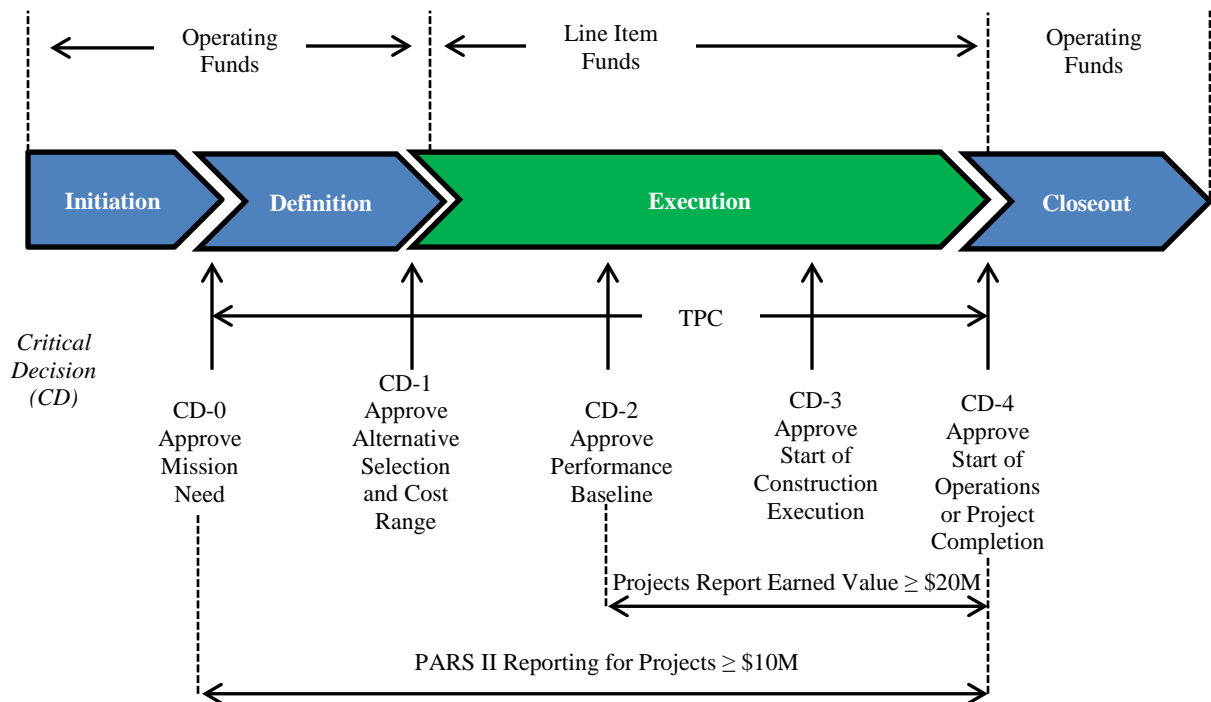 Operating
Funds
Line Item
Funds
Operating
Funds
Initiation
Definition
Execution
Closeout
TPC
Critical
Decision
(CD)
CD-0
Approve
Mission
Need
CD-1
Approve
Alternative
Selection
and Cost
Range
CD-2
Approve
Performance
Baseline
CD-3
Approve
Start of
Construction
Execution
CD-4
Approve
Start of
Operations
or Project
Completion
Projects Report Earned Value ≥ $20M
PARS II Reporting for Projects ≥ $10M